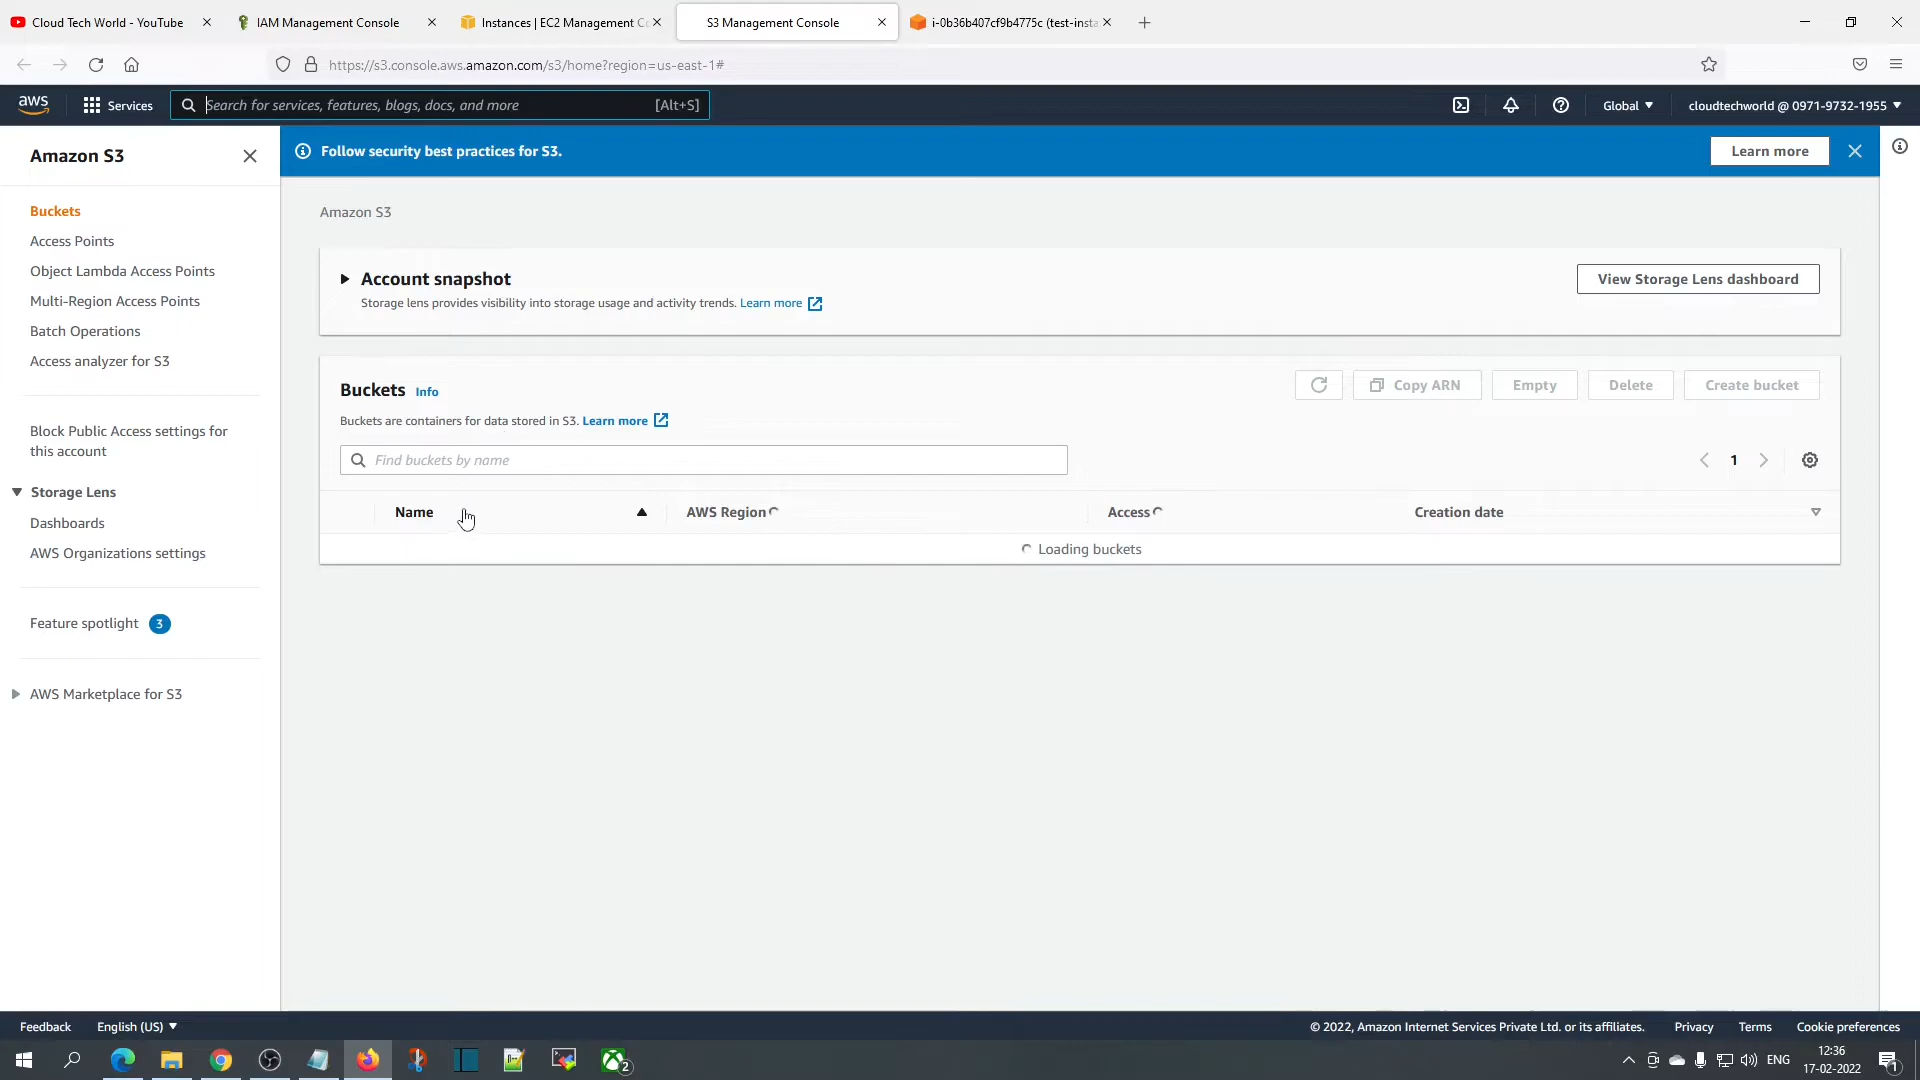 Cloud Tech World - YouTube
IAM Management Console
Instances | EC2 Management Co
S3 Management Console
i-0b36b407cf9b4775c (test-insta
https://s3.console.aws.amazon.com/s3/home?region=us-east-1#
aws
Services
Search for services, features, blogs, docs, and more
[Alt+S]
Global
cloudtechworld @ 0971-9732-1955
Amazon S3
Buckets
Access Points
Object Lambda Access Points
Multi-Region Access Points
Batch Operations
Access analyzer for S3
Block Public Access settings for
this account
Storage Lens
Dashboards
AWS Organizations settings
Feature spotlight 3
AWS Marketplace for S3
Follow security best practices for S3.
Learn more
Amazon S3
Account snapshot
Storage lens provides visibility into storage usage and activity trends. Learn more
View Storage Lens dashboard
Buckets Info
Buckets are containers for data stored in S3. Learn more
Copy ARN
Empty
Delete
Create bucket
Find buckets by name
1
Name
AWS Region
Access
Creation date
Loading buckets
Feedback
English (US)
© 2022, Amazon Internet Services Private Ltd. or its affiliates.
Privacy
Terms
Cookie preferences
2
ENG
12:36
17-02-2022
1